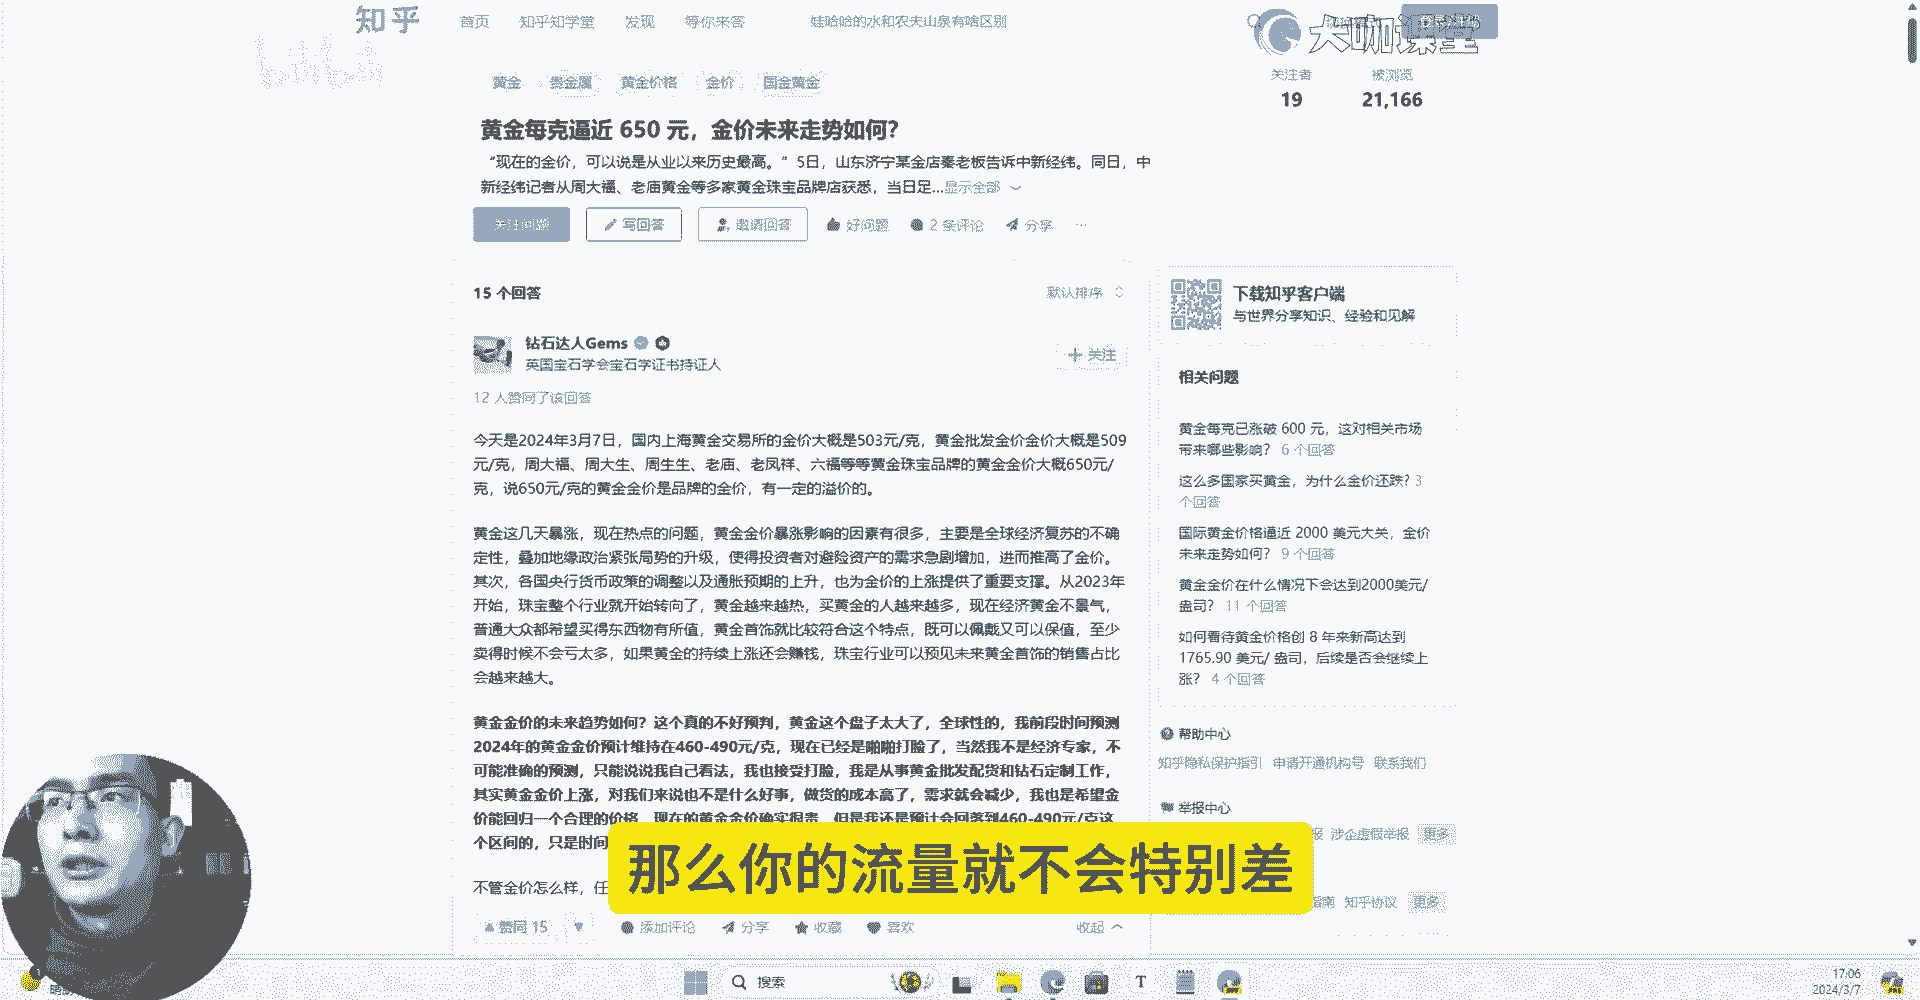 知乎
首页 知乎知学堂 发现 等你来答 娃哈哈的水和农夫山泉有啥区别
大咖课堂
bilibili
黄金 贵金属 黄金价格 金价 国金黄金
关注者 被浏览
19 21,166
黄金每克逼近 650 元，金价未来走势如何？
“现在的金价，可以说是从业以来历史最高。”5日，山东济宁某金店秦老板告诉中新经纬。同日，中
新经纬记者从周大福、老庙黄金等多家黄金珠宝品牌店获悉，当日足...显示全部
关注问题 写回答 邀请回答 好问题 2 条评论 分享 ...
15 个回答 默认排序
钻石达人Gems
英国宝石学会宝石学证书持证人
+ 关注
12 人赞同了该回答
今天是2024年3月7日，国内上海黄金交易所的金价大概是503元/克，黄金批发金价金价大概是509
元/克，周大福、周大生、周生生、老庙、老凤祥、六福等等黄金珠宝品牌的黄金金价大概650元/
克，说650元/克的黄金金价是品牌的金价，有一定的溢价的。
黄金这几天暴涨，现在热点的问题，黄金金价暴涨影响的因素有很多，主要是全球经济复苏的不确
定性，叠加地缘政治紧张局势的升级，使得投资者对避险资产的需求急剧增加，进而推高了金价。
其次，各国央行货币政策的调整以及通胀预期的上升，也为金价的上涨提供了重要支撑。从2023年
开始，珠宝整个行业就开始转向了，黄金越来越热，买黄金的人越来越多，现在经济黄金不景气，
普通大众都希望买得东西物有所值，黄金首饰就比较符合这个特点，既可以佩戴又可以保值，至少
卖得时候不会亏太多，如果黄金的持续上涨还会赚钱，珠宝行业可以预见未来黄金首饰的销售占比
会越来越大。
黄金金价的未来趋势如何？这个真的不好预判，黄金这个盘子太大了，全球性的，我前段时间预测
2024年的黄金金价预计维持在460-490元/克，现在已经是啪啪打脸了，当然我不是经济专家，不
可能准确的预测，只能说说我自己看法，我也接受打脸，我是从事黄金批发配货和钻石定制工作，
其实黄金金价上涨，对我们来说也不是什么好事，做货的成本高了，需求就会减少，我也是希望金
价能回归一个合理的价格，现在的黄金金价确实很贵，但是我还是预计会回落到460-490元/克这
个区间的，只是时间
不管金价怎么样，任
赞同 15 添加评论 分享 收藏 喜欢 收起
下载知乎客户端
与世界分享知识、经验和见解
相关问题
黄金每克已涨破 600 元，这对相关市场
带来哪些影响？ 6 个回答
这么多国家买黄金，为什么金价还跌？ 3
个回答
国际黄金价格逼近 2000 美元大关，金价
未来走势如何？ 9 个回答
黄金金价在什么情况下会达到2000美元/
盎司？ 11 个回答
如何看待黄金价格创 8 年来新高达到
1765.90 美元/ 盎司，后续是否会继续上
涨？ 4 个回答
帮助中心
知乎隐私保护指引 申请开通机构号 联系我们
举报中心
报 涉企虚假举报 更多
指南 知乎协议 更多
那么你的流量就不会特别差
搜索
17:06
2024/3/7